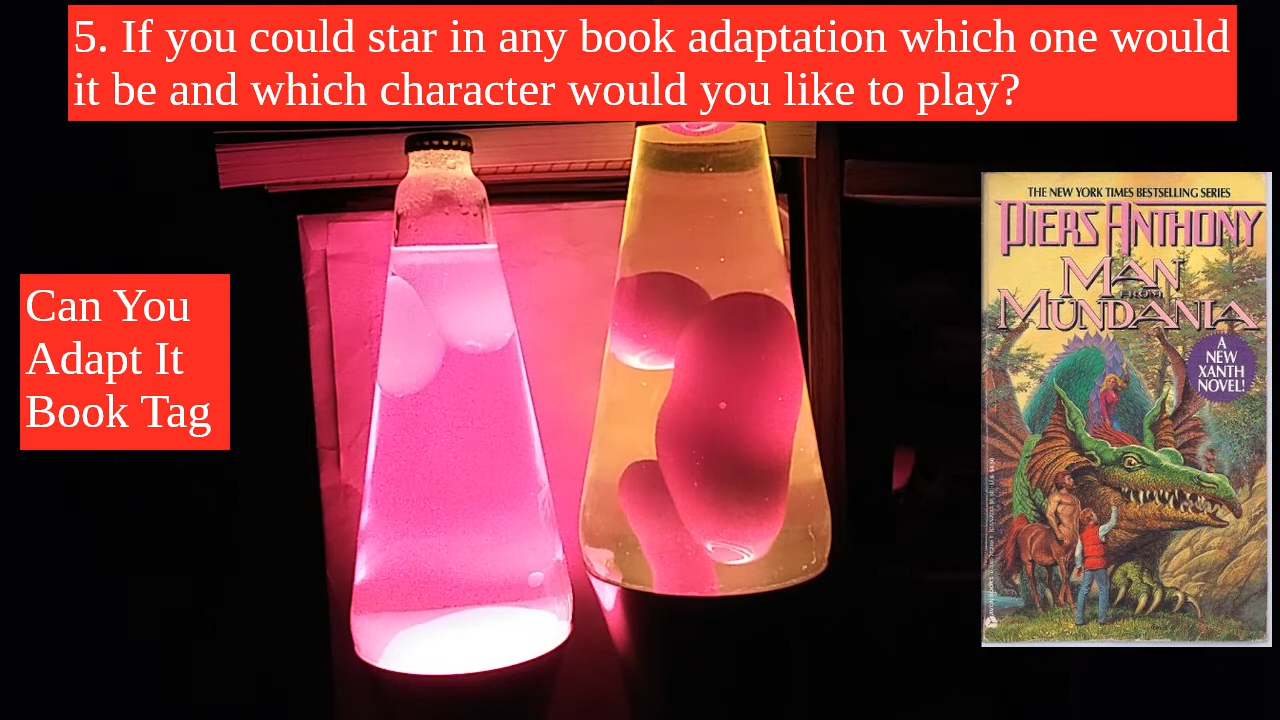 5. If you could star in any book adaptation which one would
it be and which character would you like to play?
Can You
Adapt It
Book Tag
THE NEW YORK TIMES BESTSELLING SERIES
PIERS ANTHONY
MAN
FROM
MUNDANIA
A
NEW
XANTH
NOVEL!